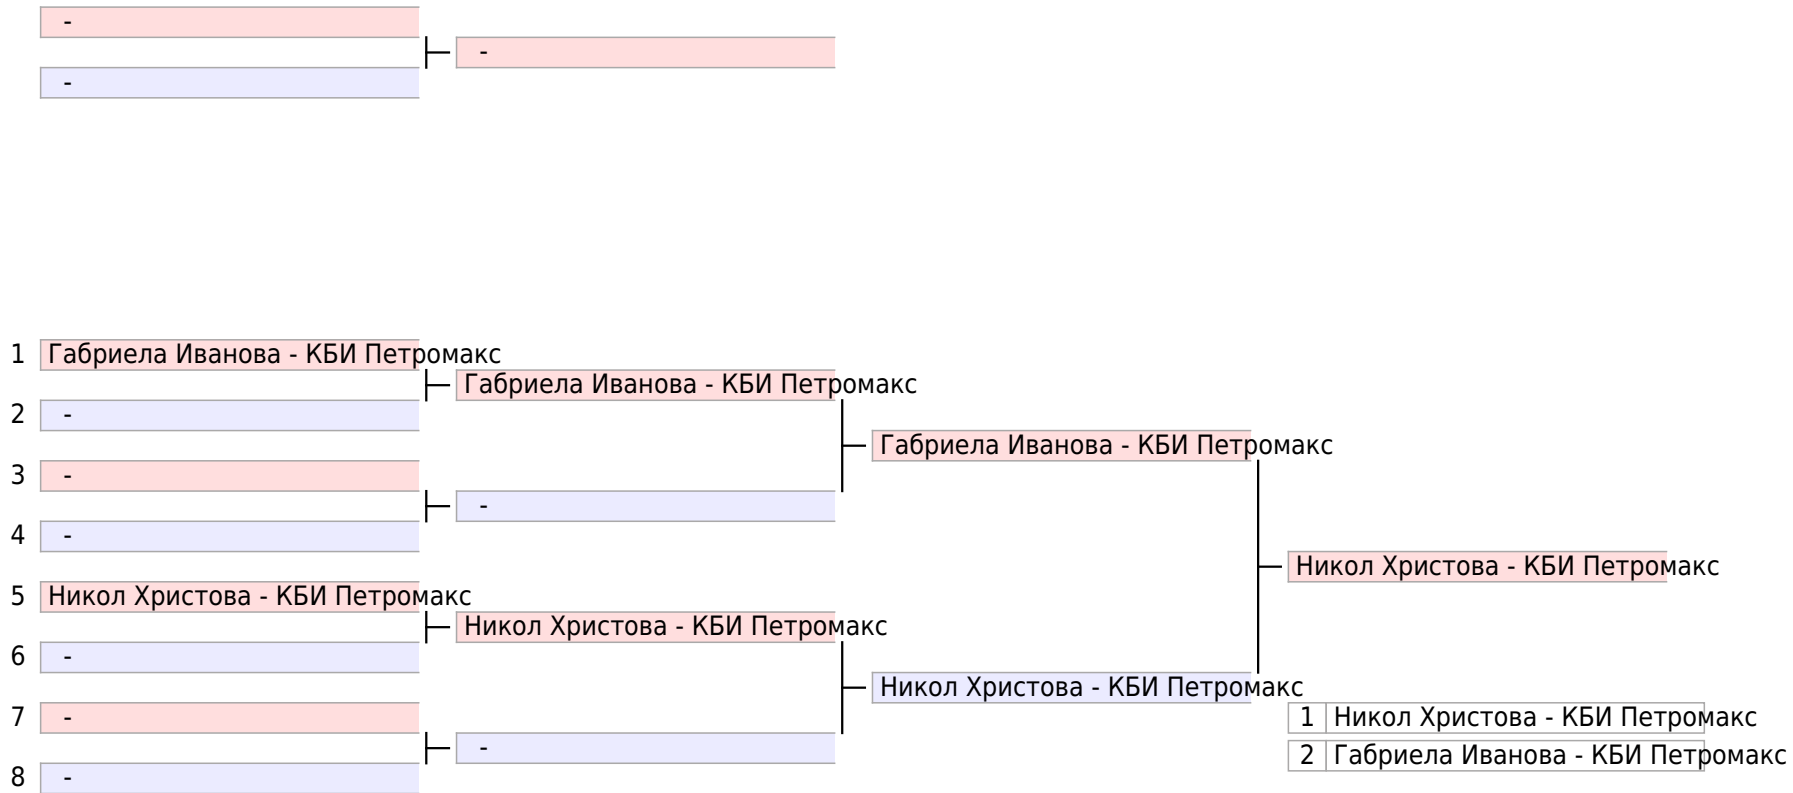 -
-
-
1 Габриела Иванова - КБИ Петромакс
Габриела Иванова - КБИ Петромакс
2 -
Габриела Иванова - КБИ Петромакс
3 -
-
4 -
Никол Христова - КБИ Петромакс
5 Никол Христова - КБИ Петромакс
Никол Христова - КБИ Петромакс
6 -
Никол Христова - КБИ Петромакс
7 -
1 Никол Христова - КБИ Петромакс
-
2 Габриела Иванова - КБИ Петромакс
8 -